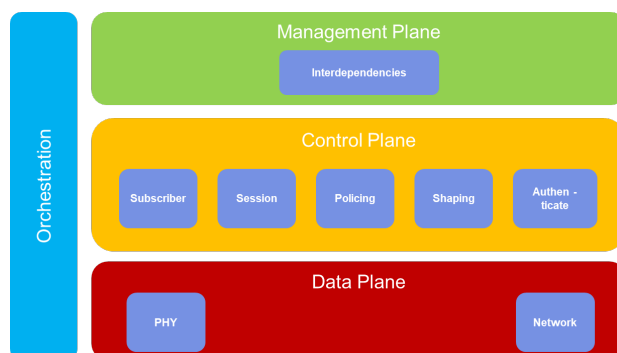 Orchestration
Management Plane
Interdependencies
Control Plane
Subscriber
Session
Policing
Shaping
Authen -
ticate
Data Plane
PHY
Network